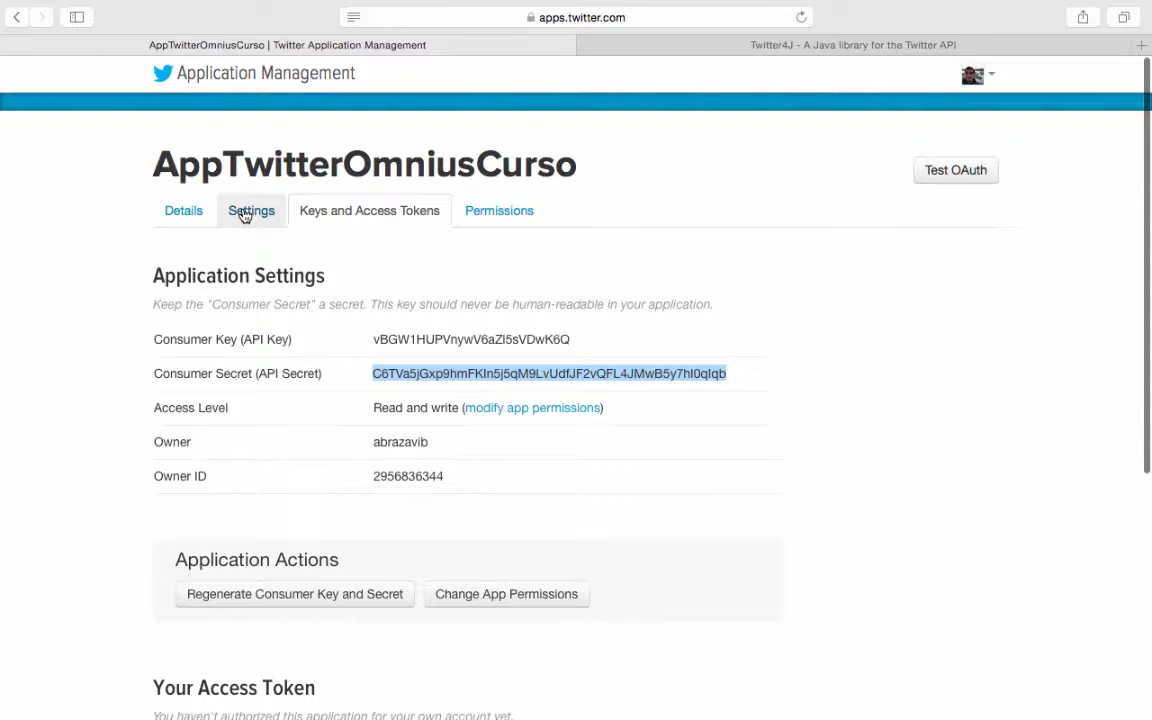 apps.twitter.com
AppTwitterOmniusCurso | Twitter Application Management
Twitter4J - A Java library for the Twitter API
Application Management
AppTwitterOmniusCurso
Test OAuth
Details
Settings
Keys and Access Tokens
Permissions
Application Settings
Keep the "Consumer Secret" a secret. This key should never be human-readable in your application.
Consumer Key (API Key) vBGW1HUPVnywV6aZl5sVDwK6Q
Consumer Secret (API Secret) C6TVa5jGxp9hmFKIn5j5qM9LvUdfJF2vQFL4JMwB5y7hI0qIqb
Access Level Read and write (modify app permissions)
Owner abrazavib
Owner ID 2956836344
Application Actions
Regenerate Consumer Key and Secret
Change App Permissions
Your Access Token
You haven't authorized this application for your own account yet.